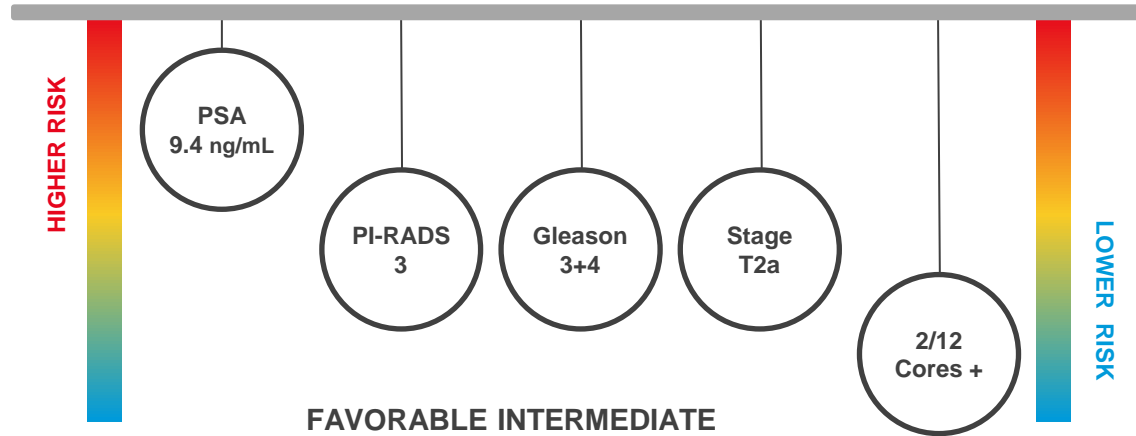 HIGHER RISK
PSA
9.4 ng/mL
PI-RADS
3
Gleason
3+4
Stage
T2a
2/12
Cores +
LOWER RISK
FAVORABLE INTERMEDIATE